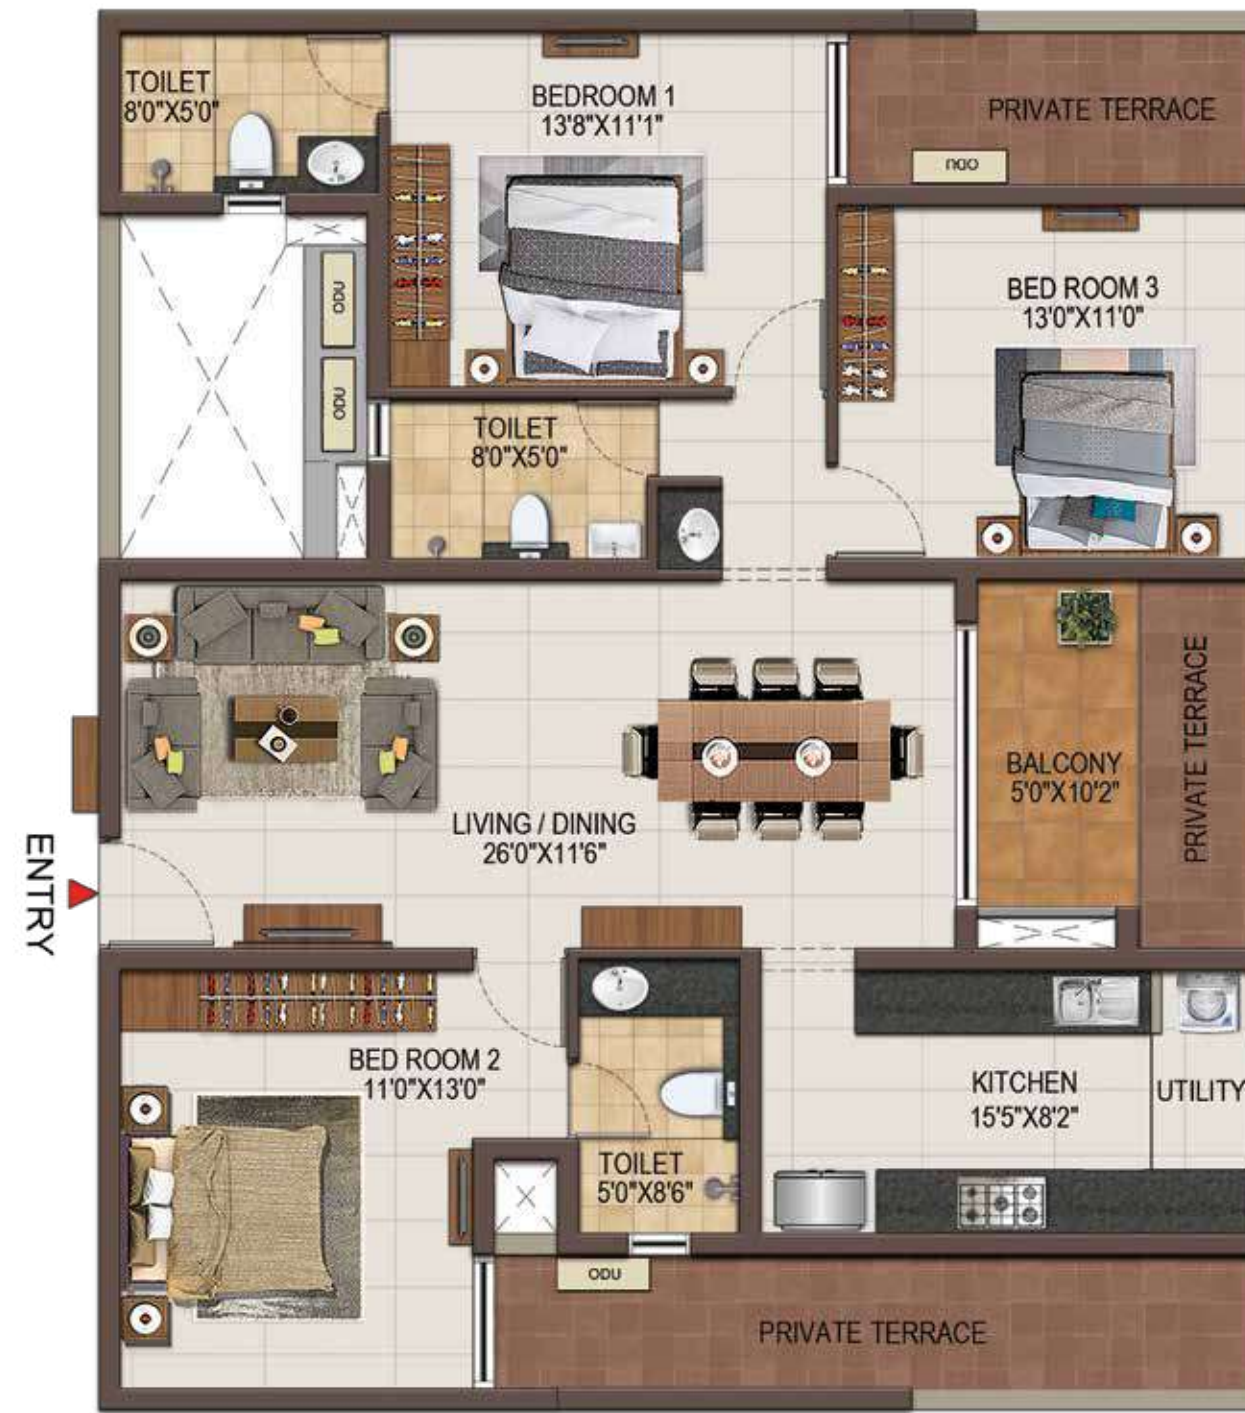 TOILET
8'0"X5'0"
BEDROOM 1
13'8"X11'1"
PRIVATE TERRACE
ODU
BED ROOM 3
13'0"X11'0"
ODU
ODU
TOILET
8'0"X5'0"
PRIVATE TERRACE
BALCONY
5'0"X10'2"
LIVING / DINING
26'0"X11'6"
ENTRY
BED ROOM 2
11'0"X13'0"
KITCHEN
15'5"X8'2"
UTILITY
TOILET
5'0"X8'6"
ODU
PRIVATE TERRACE